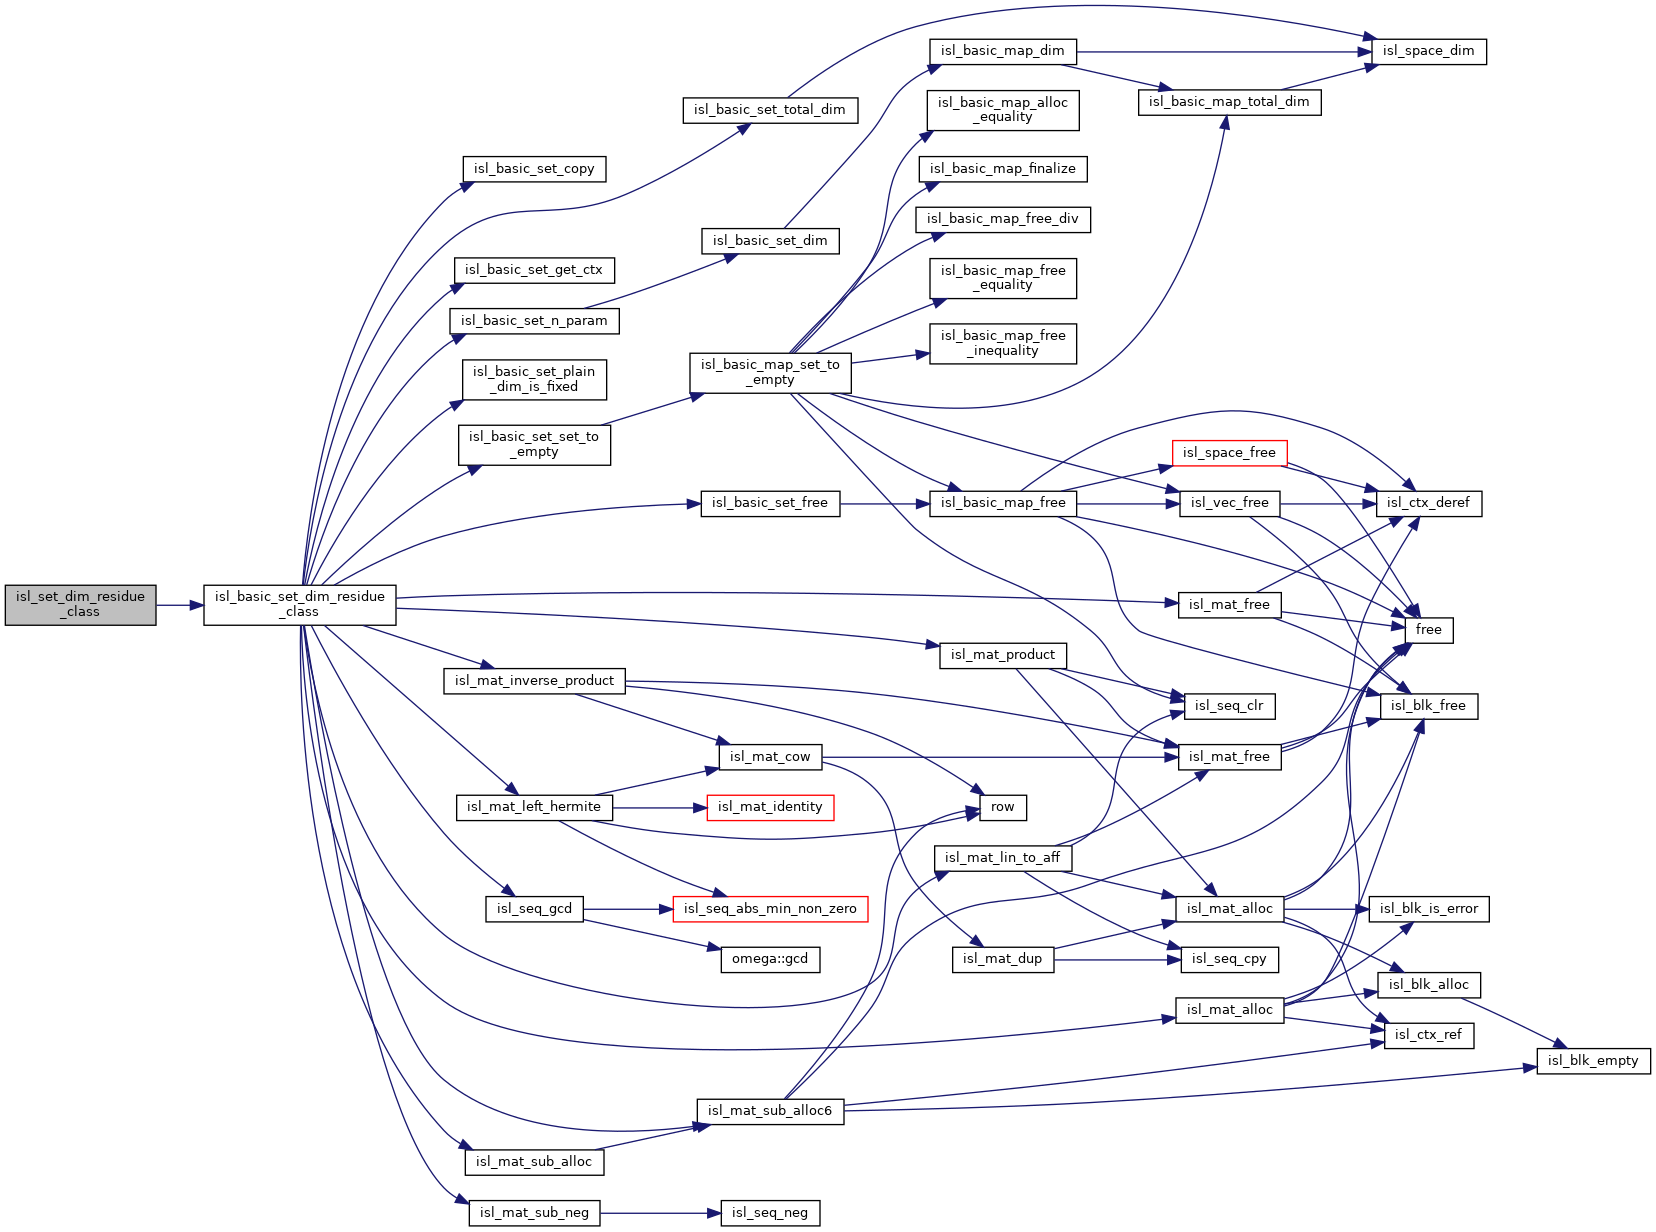 isl_set_dim_residue
_class
isl_basic_set_dim_residue
_class
isl_basic_set_copy
isl_basic_set_total_dim
isl_basic_set_get_ctx
isl_basic_set_n_param
isl_basic_set_dim
isl_basic_set_plain
_dim_is_fixed
isl_basic_set_set_to
_empty
isl_basic_set_free
isl_basic_map_set_to
_empty
isl_basic_map_dim
isl_basic_map_alloc
_equality
isl_basic_map_finalize
isl_basic_map_free_div
isl_basic_map_free
_equality
isl_basic_map_free
_inequality
isl_basic_map_free
isl_basic_map_total_dim
isl_space_dim
isl_space_free
isl_vec_free
isl_ctx_deref
isl_mat_free
free
isl_mat_product
isl_mat_inverse_product
isl_seq_clr
isl_blk_free
isl_mat_cow
isl_mat_free
isl_mat_left_hermite
isl_mat_identity
row
isl_mat_lin_to_aff
isl_seq_gcd
isl_seq_abs_min_non_zero
omega::gcd
isl_mat_alloc
isl_blk_is_error
isl_mat_dup
isl_seq_cpy
isl_blk_alloc
isl_mat_alloc
isl_ctx_ref
isl_blk_empty
isl_mat_sub_alloc6
isl_mat_sub_alloc
isl_mat_sub_neg
isl_seq_neg